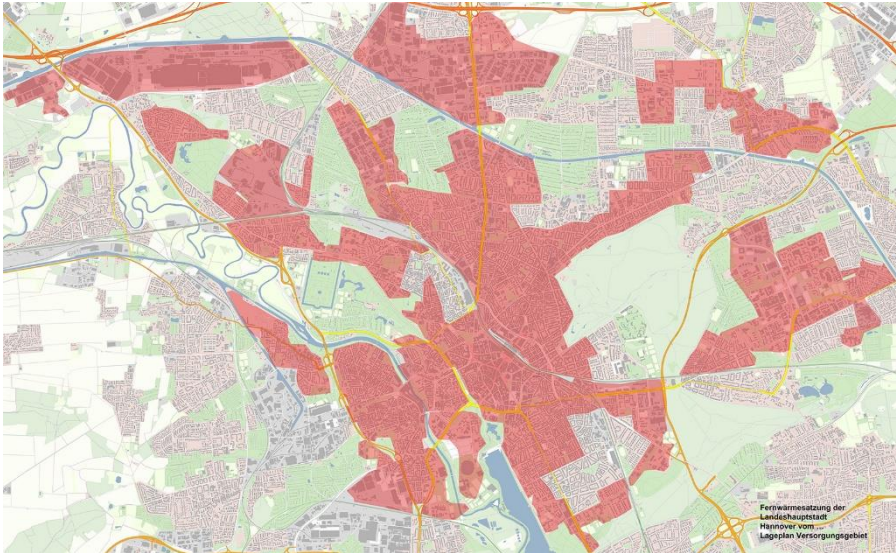 Fernwärmesatzung der
Landeshauptstadt
Hannover vom ...
Lageplan Versorgungsgebiet